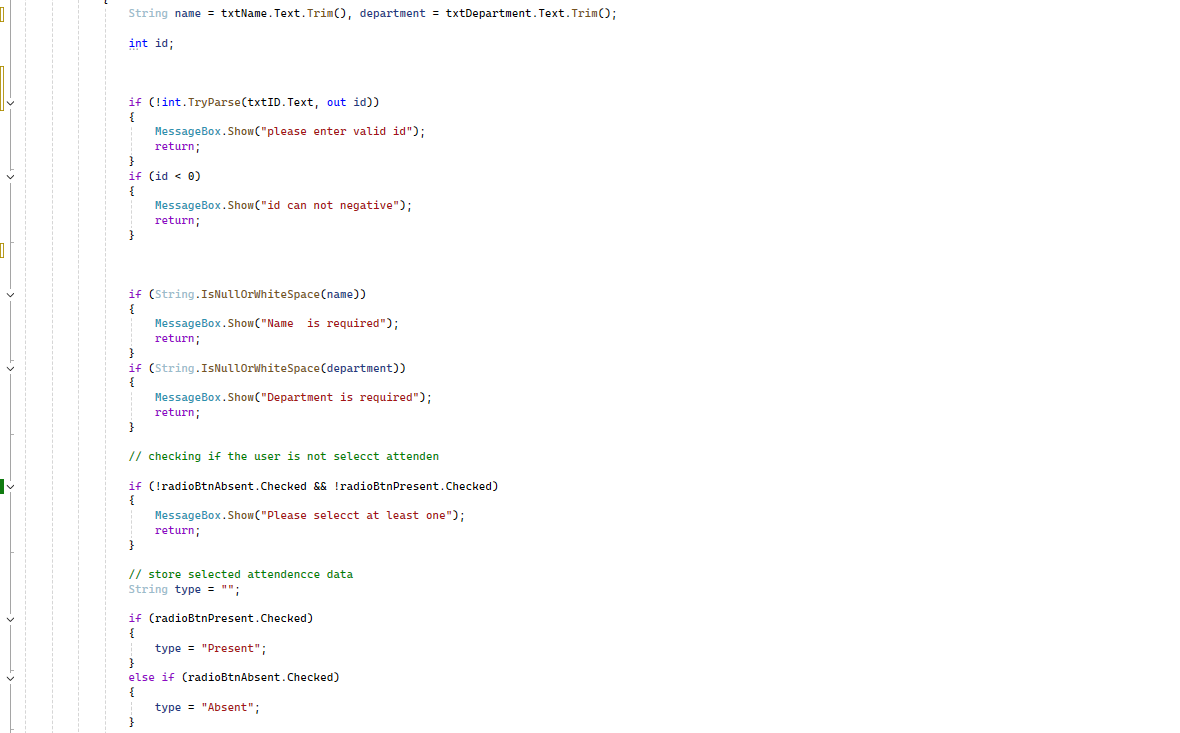 {
String name = txtName.Text.Trim(), department = txtDepartment.Text.Trim();
int id;
if (!int.TryParse(txtID.Text, out id))
{
MessageBox.Show("please enter valid id");
return;
}
if (id < 0)
{
MessageBox.Show("id can not negative");
return;
}
if (String.IsNullOrWhiteSpace(name))
{
MessageBox.Show("Name  is required");
return;
}
if (String.IsNullOrWhiteSpace(department))
{
MessageBox.Show("Department is required");
return;
}
// checking if the user is not selecct attenden
if (!radioBtnAbsent.Checked && !radioBtnPresent.Checked)
{
MessageBox.Show("Please selecct at least one");
return;
}
// store selected attendencce data
String type = "";
if (radioBtnPresent.Checked)
{
type = "Present";
}
else if (radioBtnAbsent.Checked)
{
type = "Absent";
}